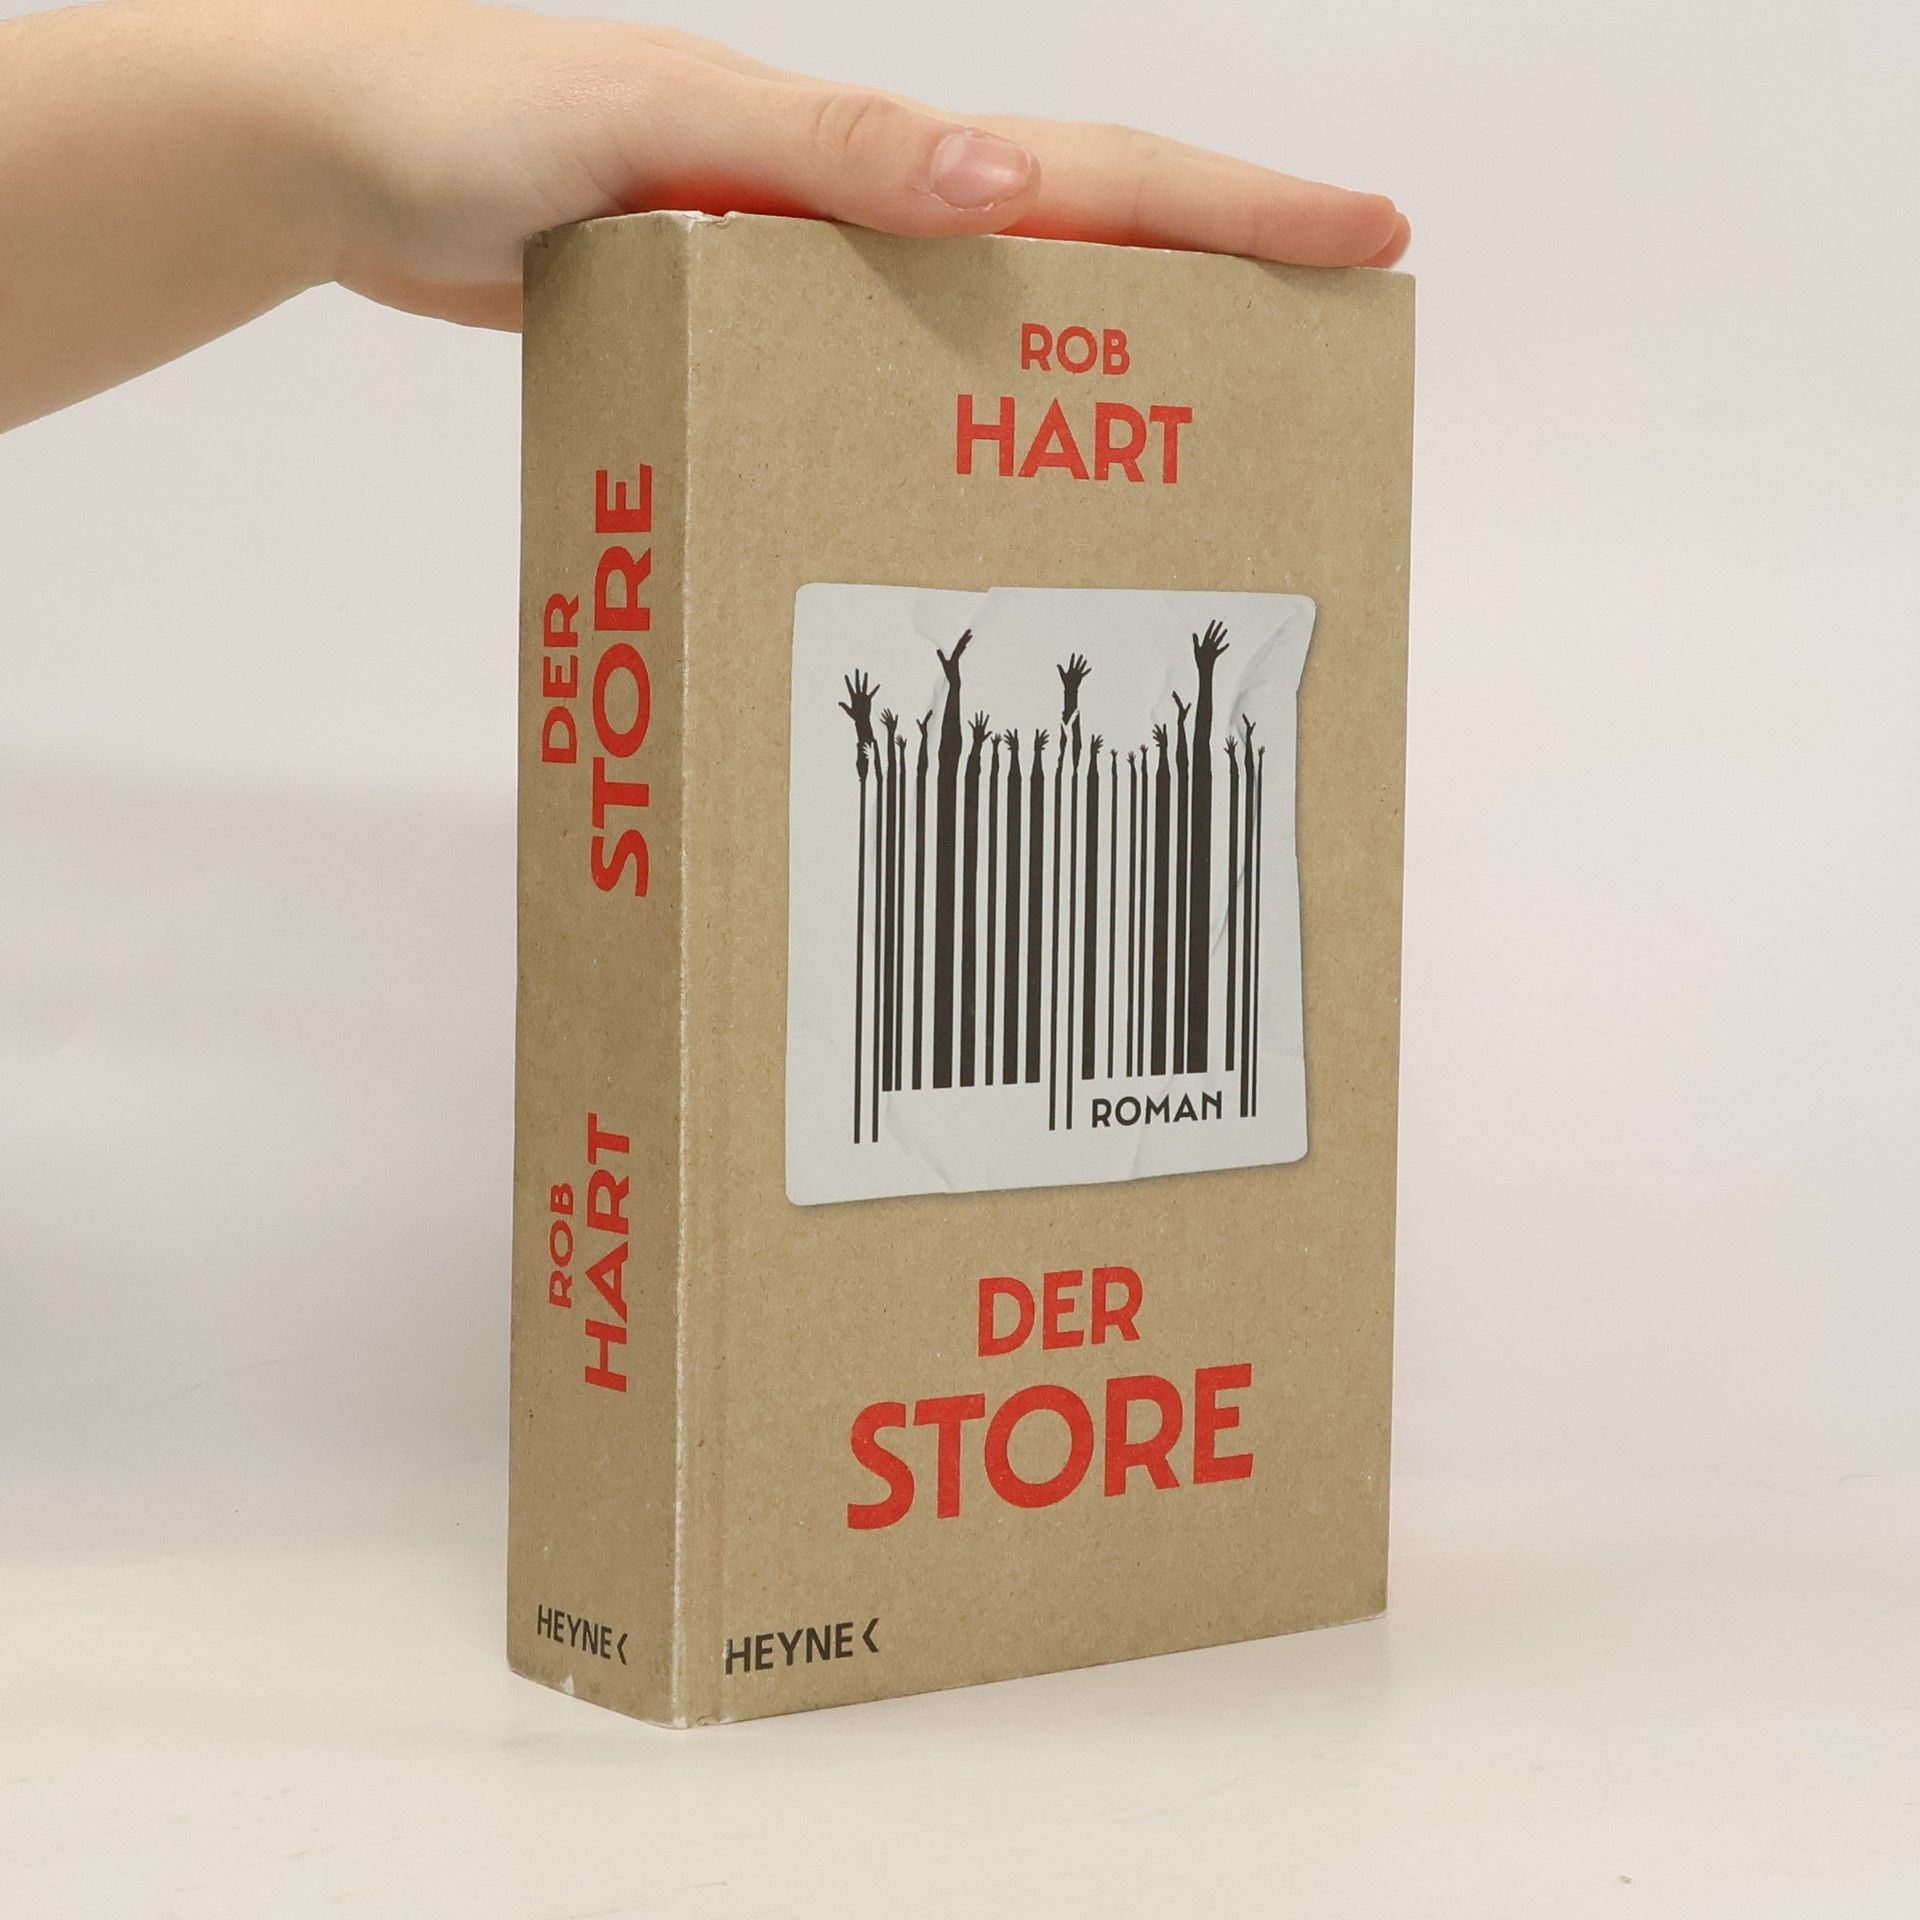 DER
STORE
ROB
HART
HEYNE<
ROB
HART
ROMAN
DER
STORE
HEYNE<